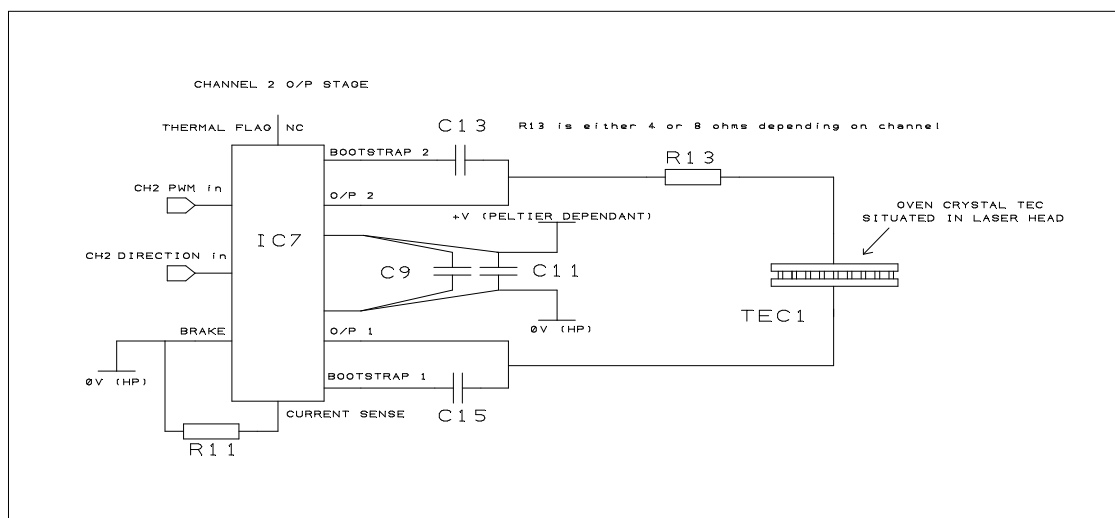 CHANNEL 2 O/P STAGE
THERMAL FLAG NC
C13
R13 is either 4 or 8 ohms depending on channel
BOOTSTRAP 2
R13
CH2 PWM in
O/P 2
+V (PELTIER DEPENDANT)
OVEN CRYSTAL TEC
SITUATED IN LASER HEAD
IC7
CH2 DIRECTION in
C9
C11
TEC1
BRAKE
O/P 1
0V (HP)
0V (HP)
BOOTSTRAP 1
CURRENT SENSE
C15
R11